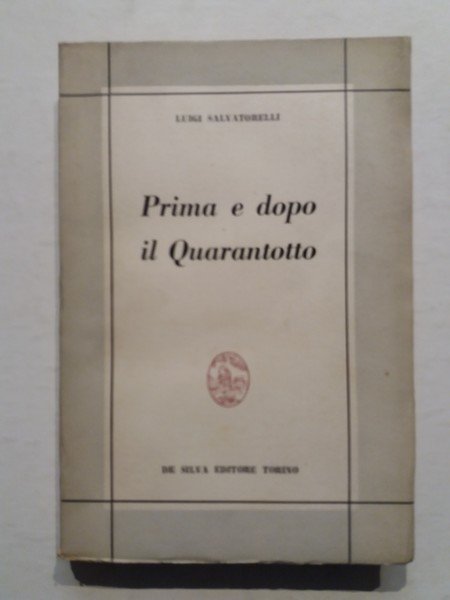 LUIGI SALVATORELLI
Prima e dopo
il Quarantotto
DE SILVA EDITORE TORINO